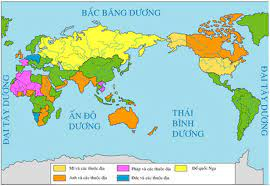 BẮC BĂNG DƯƠNG
ĐẠI TÂY DƯƠNG
ẤN ĐỘ
DƯƠNG
THÁI
BÌNH
DƯƠNG
ĐẠI TÂY DƯƠNG
Mĩ và các thuộc địa
Pháp và các thuộc địa
Đế quốc Nga
Anh và các thuộc địa
Đức và các thuộc địa